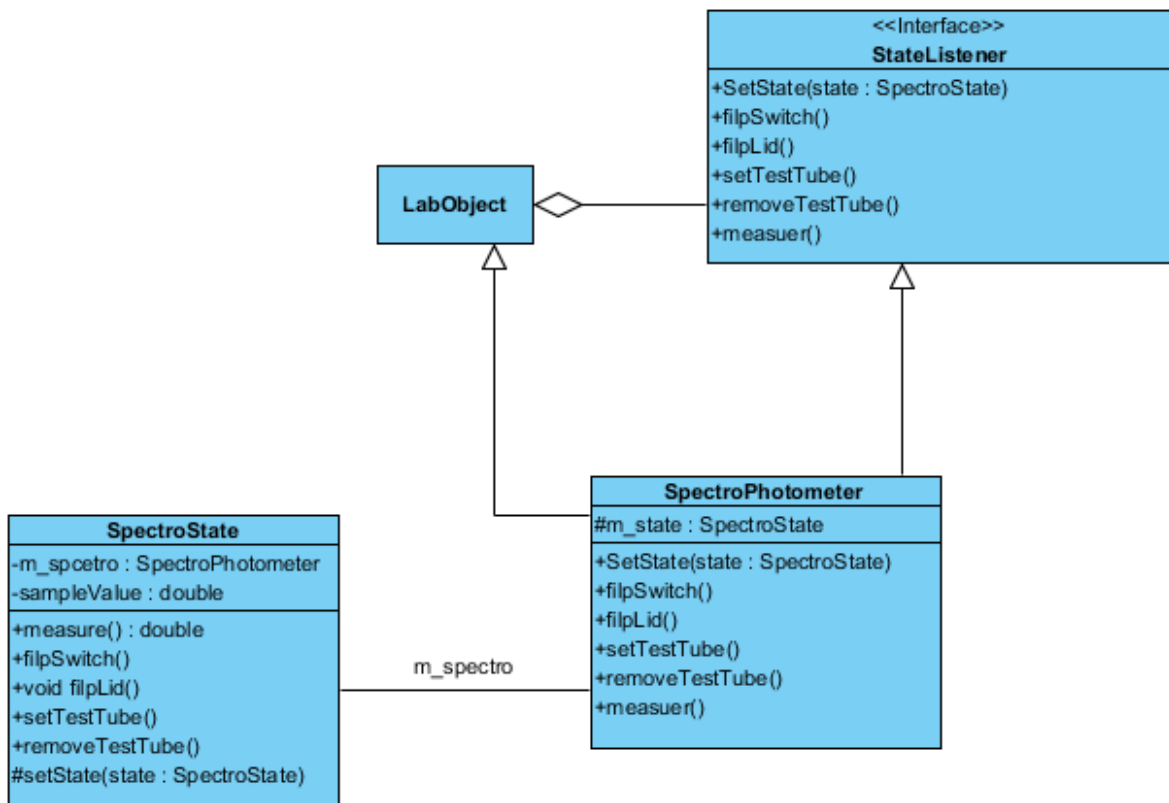 <<Interface>>
StateListener
+SetState(state : SpectroState)
+filpSwitch()
+filpLid()
+setTestTube()
+removeTestTube()
+measuer()
LabObject
SpectroPhotometer
#m_state : SpectroState
+SetState(state : SpectroState)
+filpSwitch()
+filpLid()
+setTestTube()
+removeTestTube()
+measuer()
SpectroState
-m_spcetro : SpectroPhotometer
-sampleValue : double
+measure() : double
+filpSwitch()
+void filpLid()
+setTestTube()
+removeTestTube()
#setState(state : SpectroState)
m_spectro